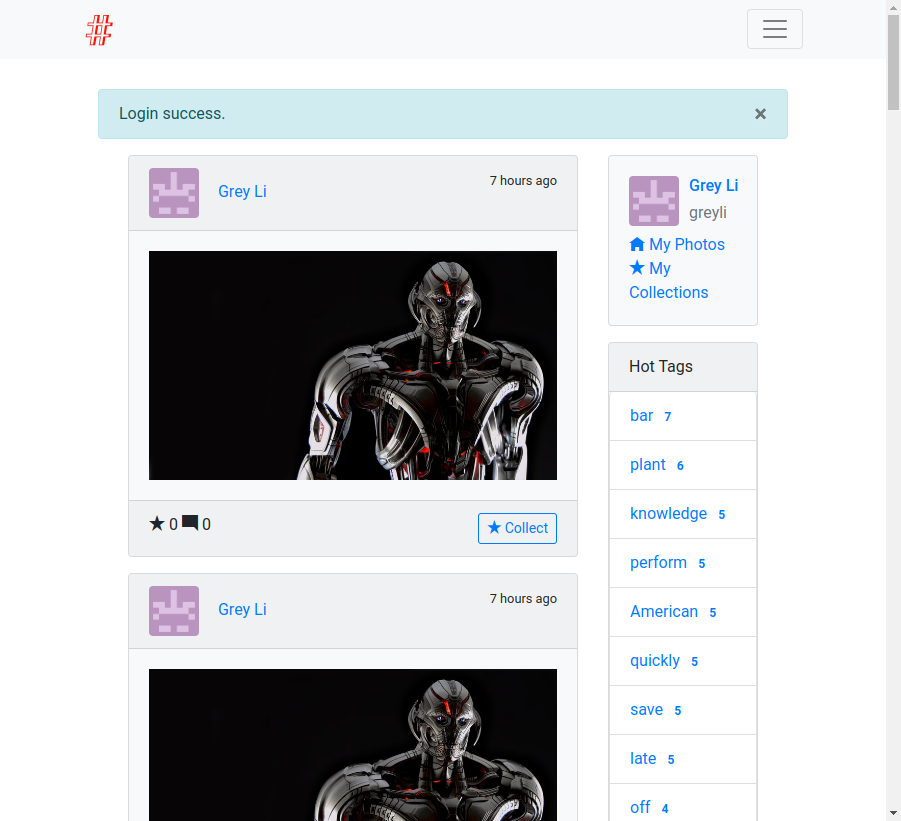 #
Login success.
×
Grey Li
7 hours ago
0 0
Collect
Grey Li
7 hours ago
Grey Li
greyli
My Photos
My
Collections
Hot Tags
bar 7
plant 6
knowledge 5
perform 5
American 5
quickly 5
save 5
late 5
off 4